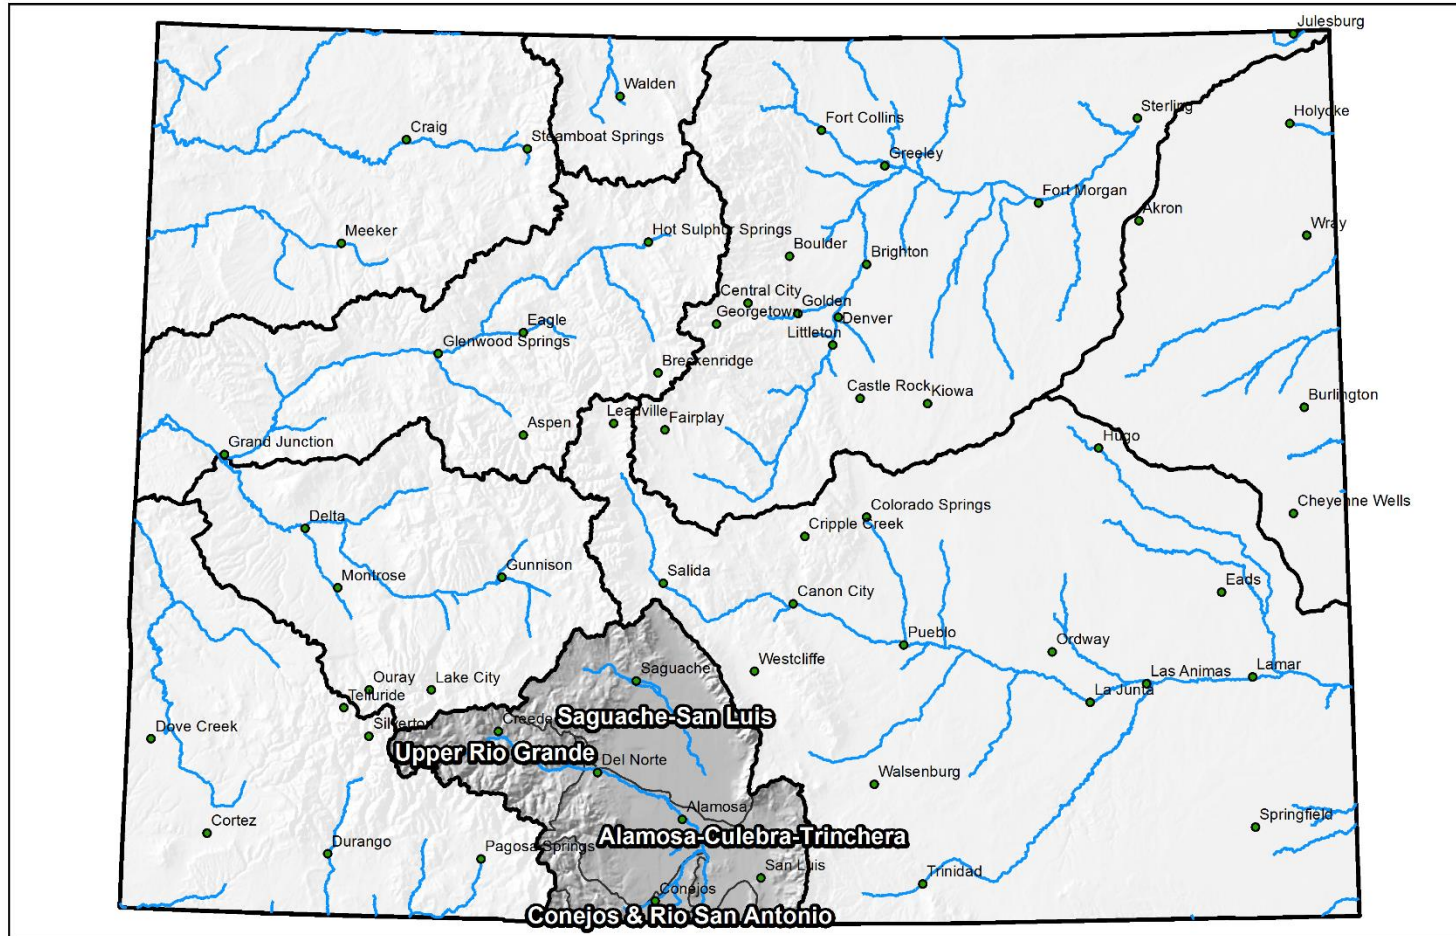 Julesburg
Walden
Sterling
Holyoke
Fort Collins
Craig
Steamboat Springs
Greeley
Fort Morgan
Akron
Wray
Meeker
Hot Sulphur Springs
Boulder
Brighton
Central City
Golden
Georgetown
Denver
Eagle
Littleton
Glenwood Springs
Breckenridge
Castle Rock
Kiowa
Burlington
Aspen
Leadville
Fairplay
Grand Junction
Hugo
Cheyenne Wells
Colorado Springs
Delta
Cripple Creek
Gunnison
Salida
Montrose
Eads
Canon City
Pueblo
Ordway
Saguache
Westcliffe
Las Animas
Lamar
Ouray
Lake City
La Junta
Telluride
Saguache-San Luis
Silverton
Creede
Dove Creek
Upper Rio Grande
Del Norte
Walsenburg
Alamosa
Springfield
Cortez
Alamosa-Culebra-Trinchera
Durango
Pagosa Springs
San Luis
Trinidad
Conejos
Conejos & Rio San Antonio